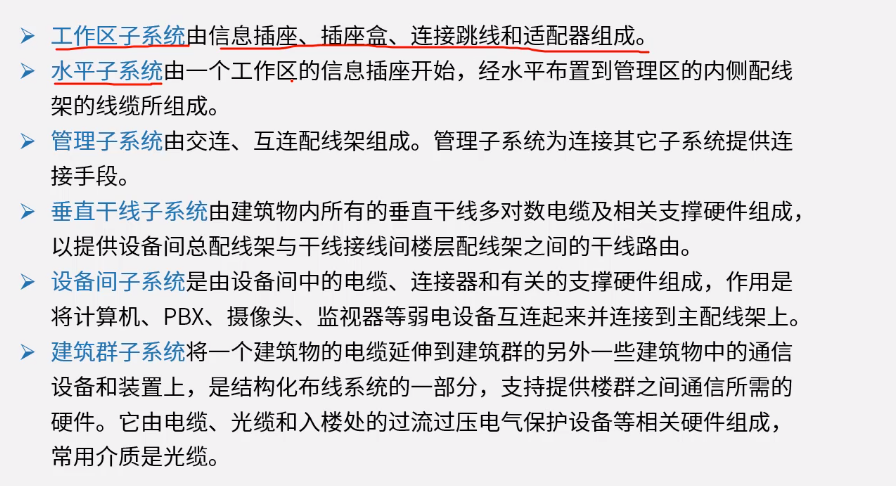 ➢ 工作区子系统由信息插座、插座盒、连接跳线和适配器组成。
➢ 水平子系统由一个工作区的信息插座开始，经水平布置到管理区的内侧配线
架的线缆所组成。
➢ 管理子系统由交连、互连配线架组成。管理子系统为连接其它子系统提供连
接手段。
➢ 垂直干线子系统由建筑物内所有的垂直干线多对数电缆及相关支撑硬件组成，
以提供设备间总配线架与干线接线间楼层配线架之间的干线路由。
➢ 设备间子系统是由设备间中的电缆、连接器和有关的支撑硬件组成，作用是
将计算机、PBX、摄像头、监视器等弱电设备互连起来并连接到主配线架上。
➢ 建筑群子系统将一个建筑物的电缆延伸到建筑群的另外一些建筑物中的通信
设备和装置上，是结构化布线系统的一部分，支持提供楼群之间通信所需的
硬件。它由电缆、光缆和入楼处的过流过压电气保护设备等相关硬件组成，
常用介质是光缆。